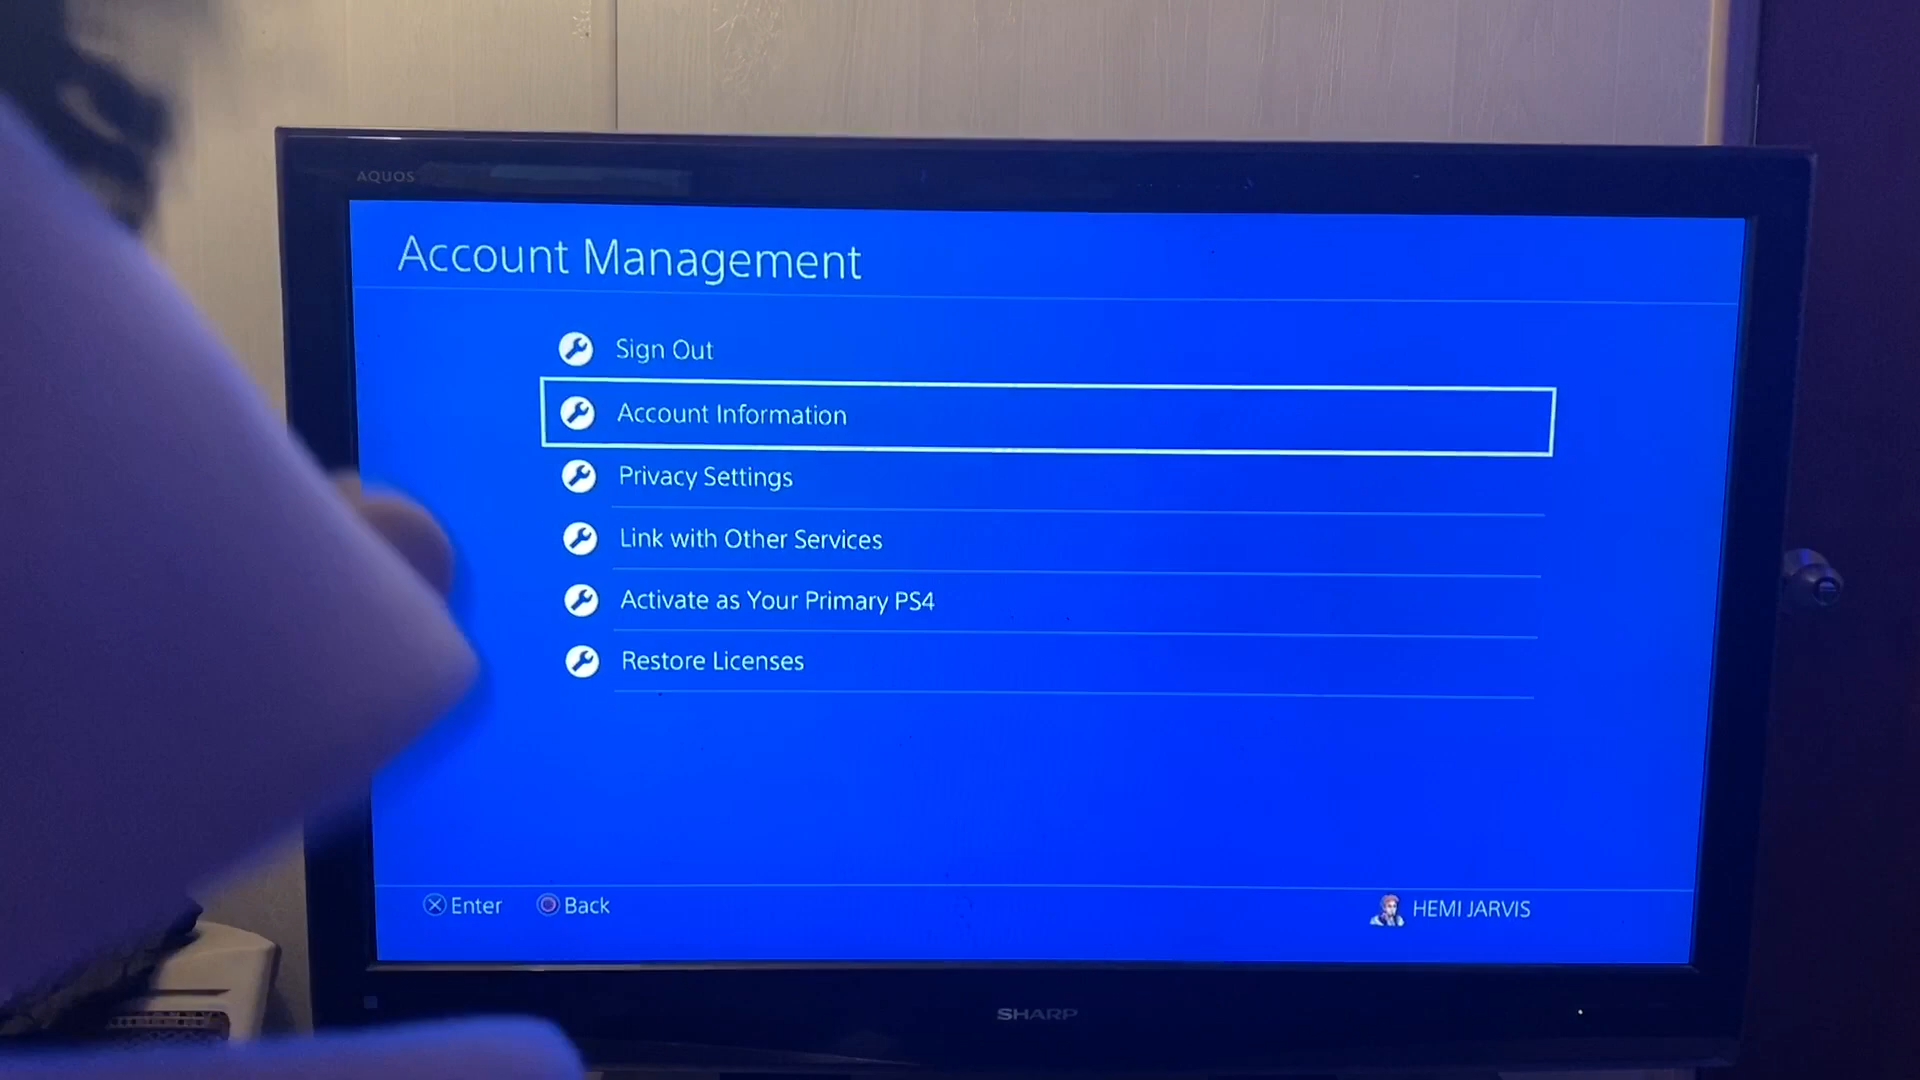 AQUOS
Account Management
Sign Out
Account Information
Privacy Settings
Link with Other Services
Activate as Your Primary PS4
Restore Licenses
Enter Back
HEMI JARVIS
SHARP